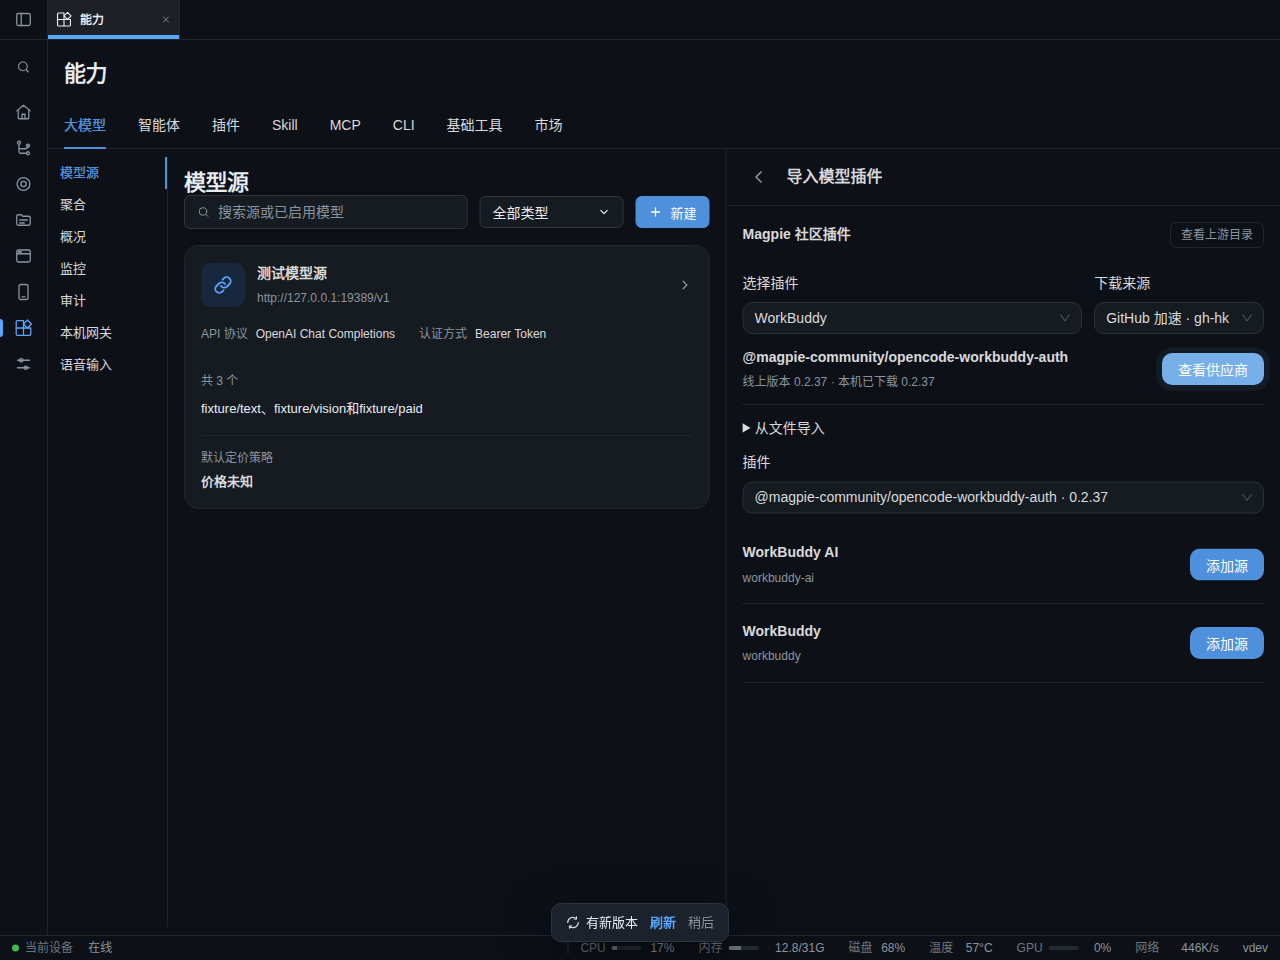 能力
能力
大模型 智能体 插件 Skill MCP CLI 基础工具 市场
模型源
聚合
概况
监控
审计
本机网关
语音输入
模型源
搜索源或已启用模型 全部类型 新建
测试模型源
http://127.0.0.1:19389/v1
API 协议 OpenAI Chat Completions 认证方式 Bearer Token
共 3 个
fixture/text、fixture/vision和fixture/paid
默认定价策略
价格未知
导入模型插件
Magpie 社区插件 查看上游目录
选择插件 下载来源
WorkBuddy GitHub 加速 · gh-hk
@magpie-community/opencode-workbuddy-auth
线上版本 0.2.37 · 本机已下载 0.2.37
查看供应商
从文件导入
插件
@magpie-community/opencode-workbuddy-auth · 0.2.37
WorkBuddy AI
workbuddy-ai
添加源
WorkBuddy
workbuddy
添加源
有新版本 刷新 稍后
当前设备 在线 CPU 17% 内存 12.8/31G 磁盘 68% 温度 57°C GPU 0% 网络 446K/s vdev